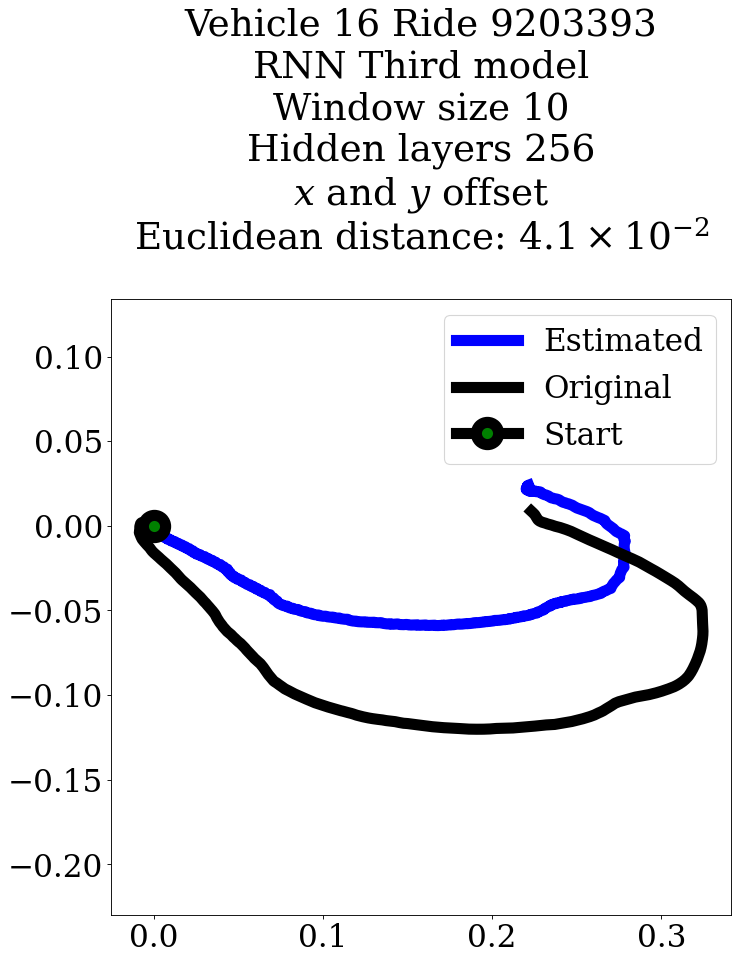 Vehicle 16 Ride 9203393
RNN Third model
Window size 10
Hidden layers 256
x and y offset
Euclidean distance: 4.1 × 10⁻²
Estimated
Original
Start
0.10
0.05
0.00
−0.05
−0.10
−0.15
−0.20
0.0 0.1 0.2 0.3